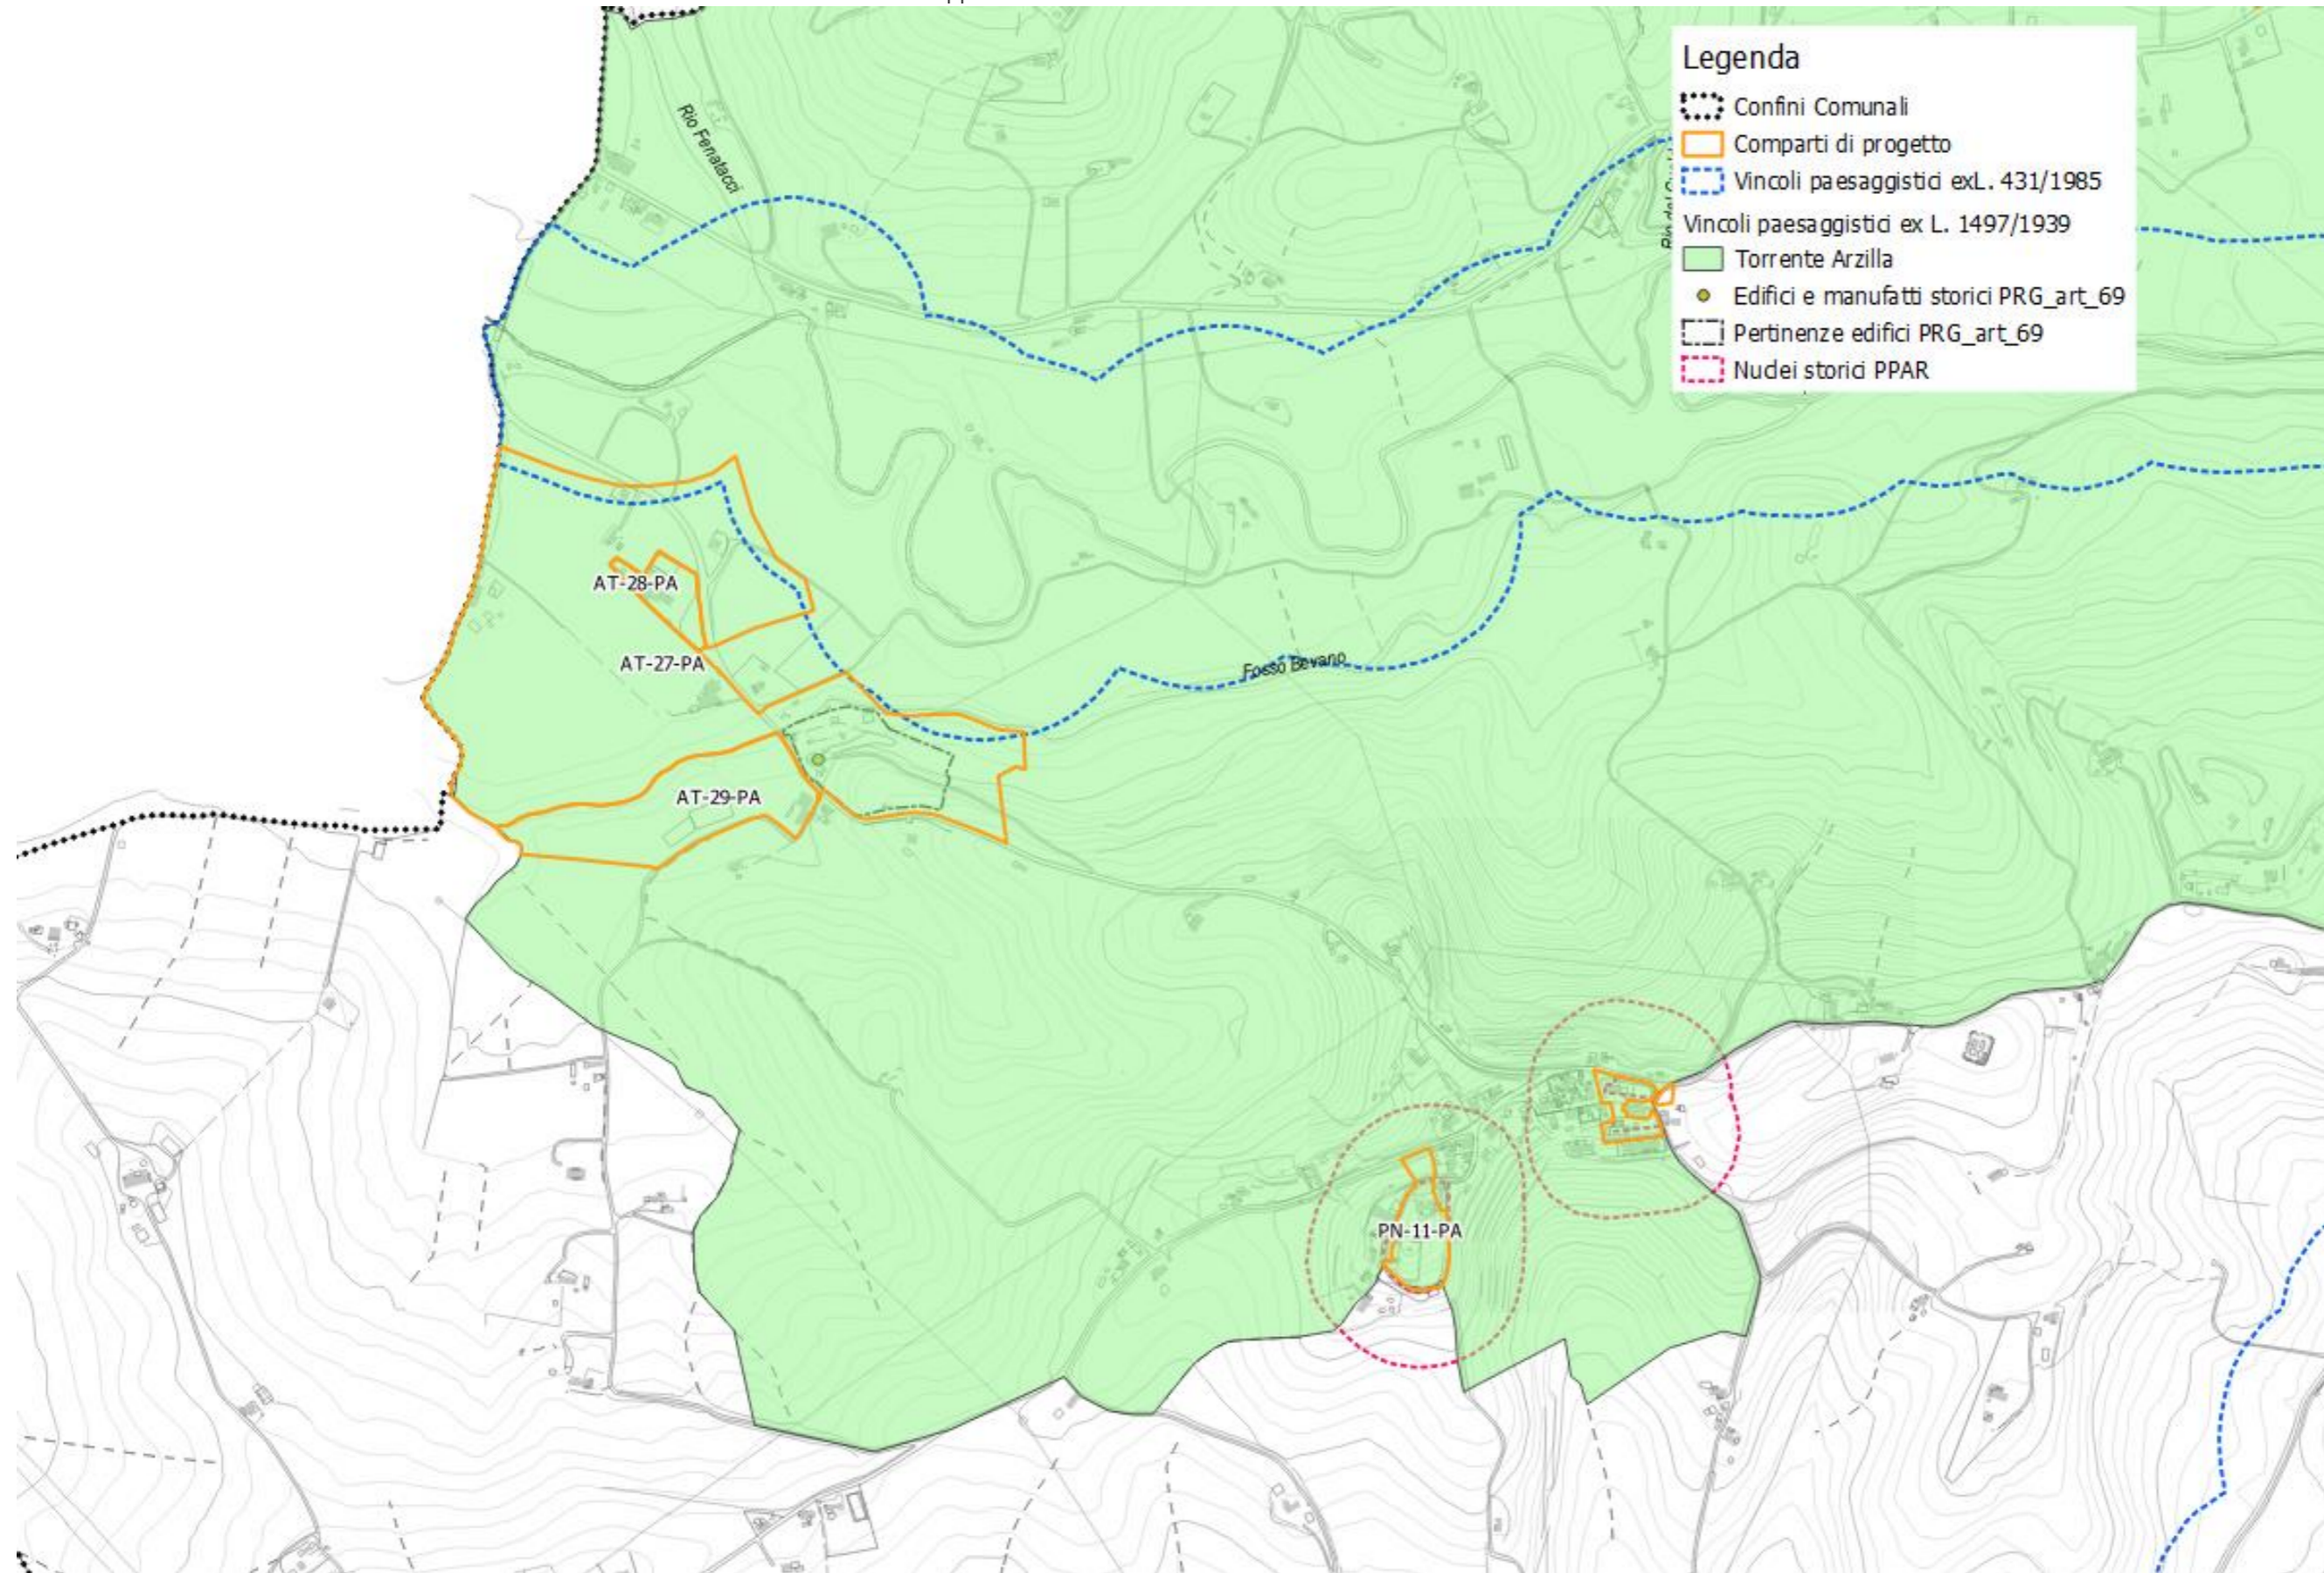 Legenda
Confini Comunali
Comparti di progetto
Vincoli paesaggistici exL. 431/1985
Vincoli paesaggistici ex L. 1497/1939
Torrente Arzilla
Edifici e manufatti storici PRG_art_69
Pertinenze edifici PRG_art_69
Nuclei storici PPAR
Rio Fenatacci
AT-28-PA
AT-27-PA
Fosso Bevano
AT-29-PA
PN-11-PA